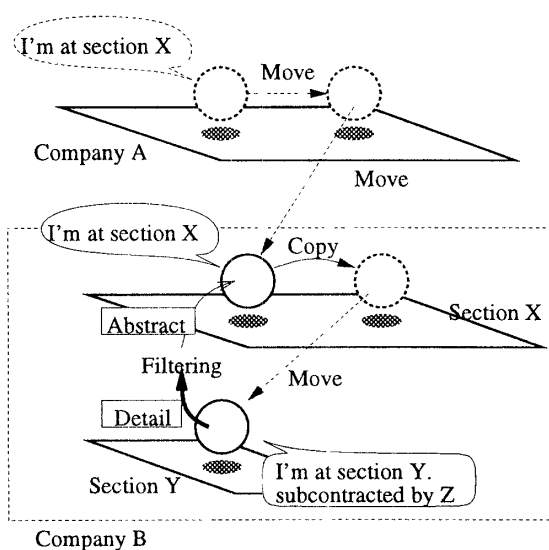 I'm at section X
Move
Company A
Move
I'm at section X
Copy
Section X
Abstract
Filtering
Move
Detail
Section Y
I'm at section Y.
subcontracted by Z
Company B